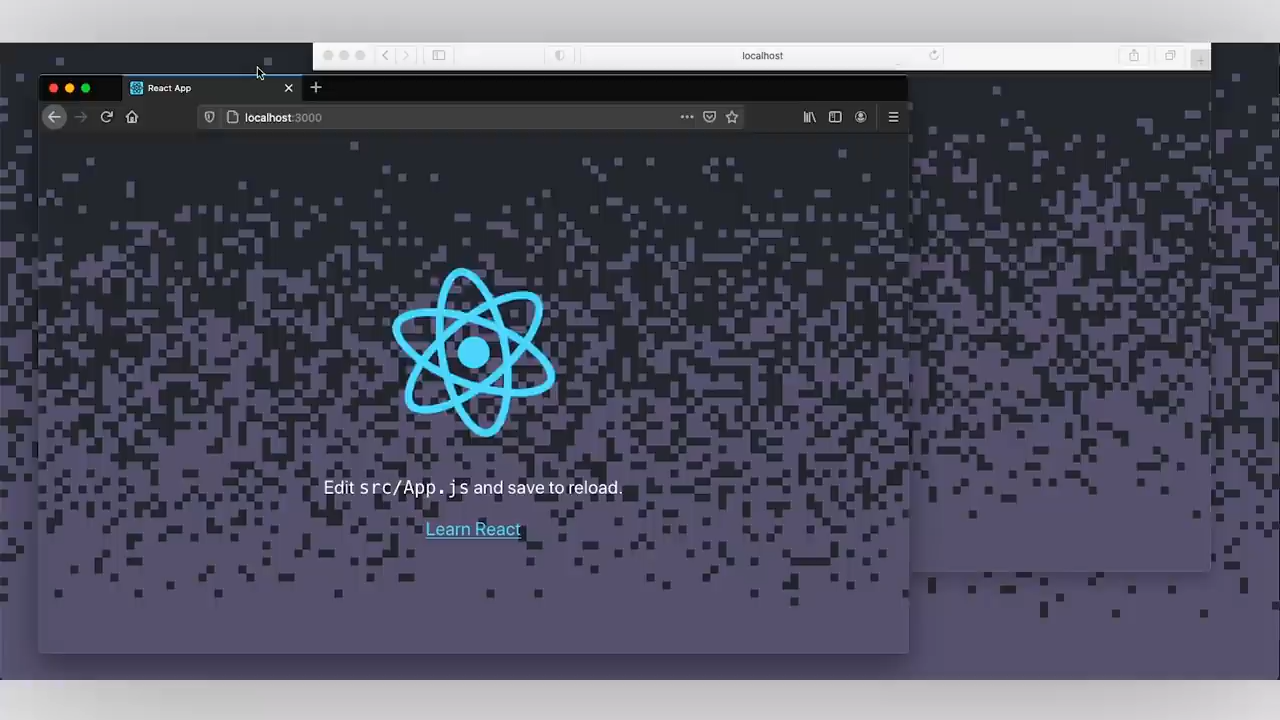 localhost
React App
localhost:3000
Edit src/App.js and save to reload.
Learn React